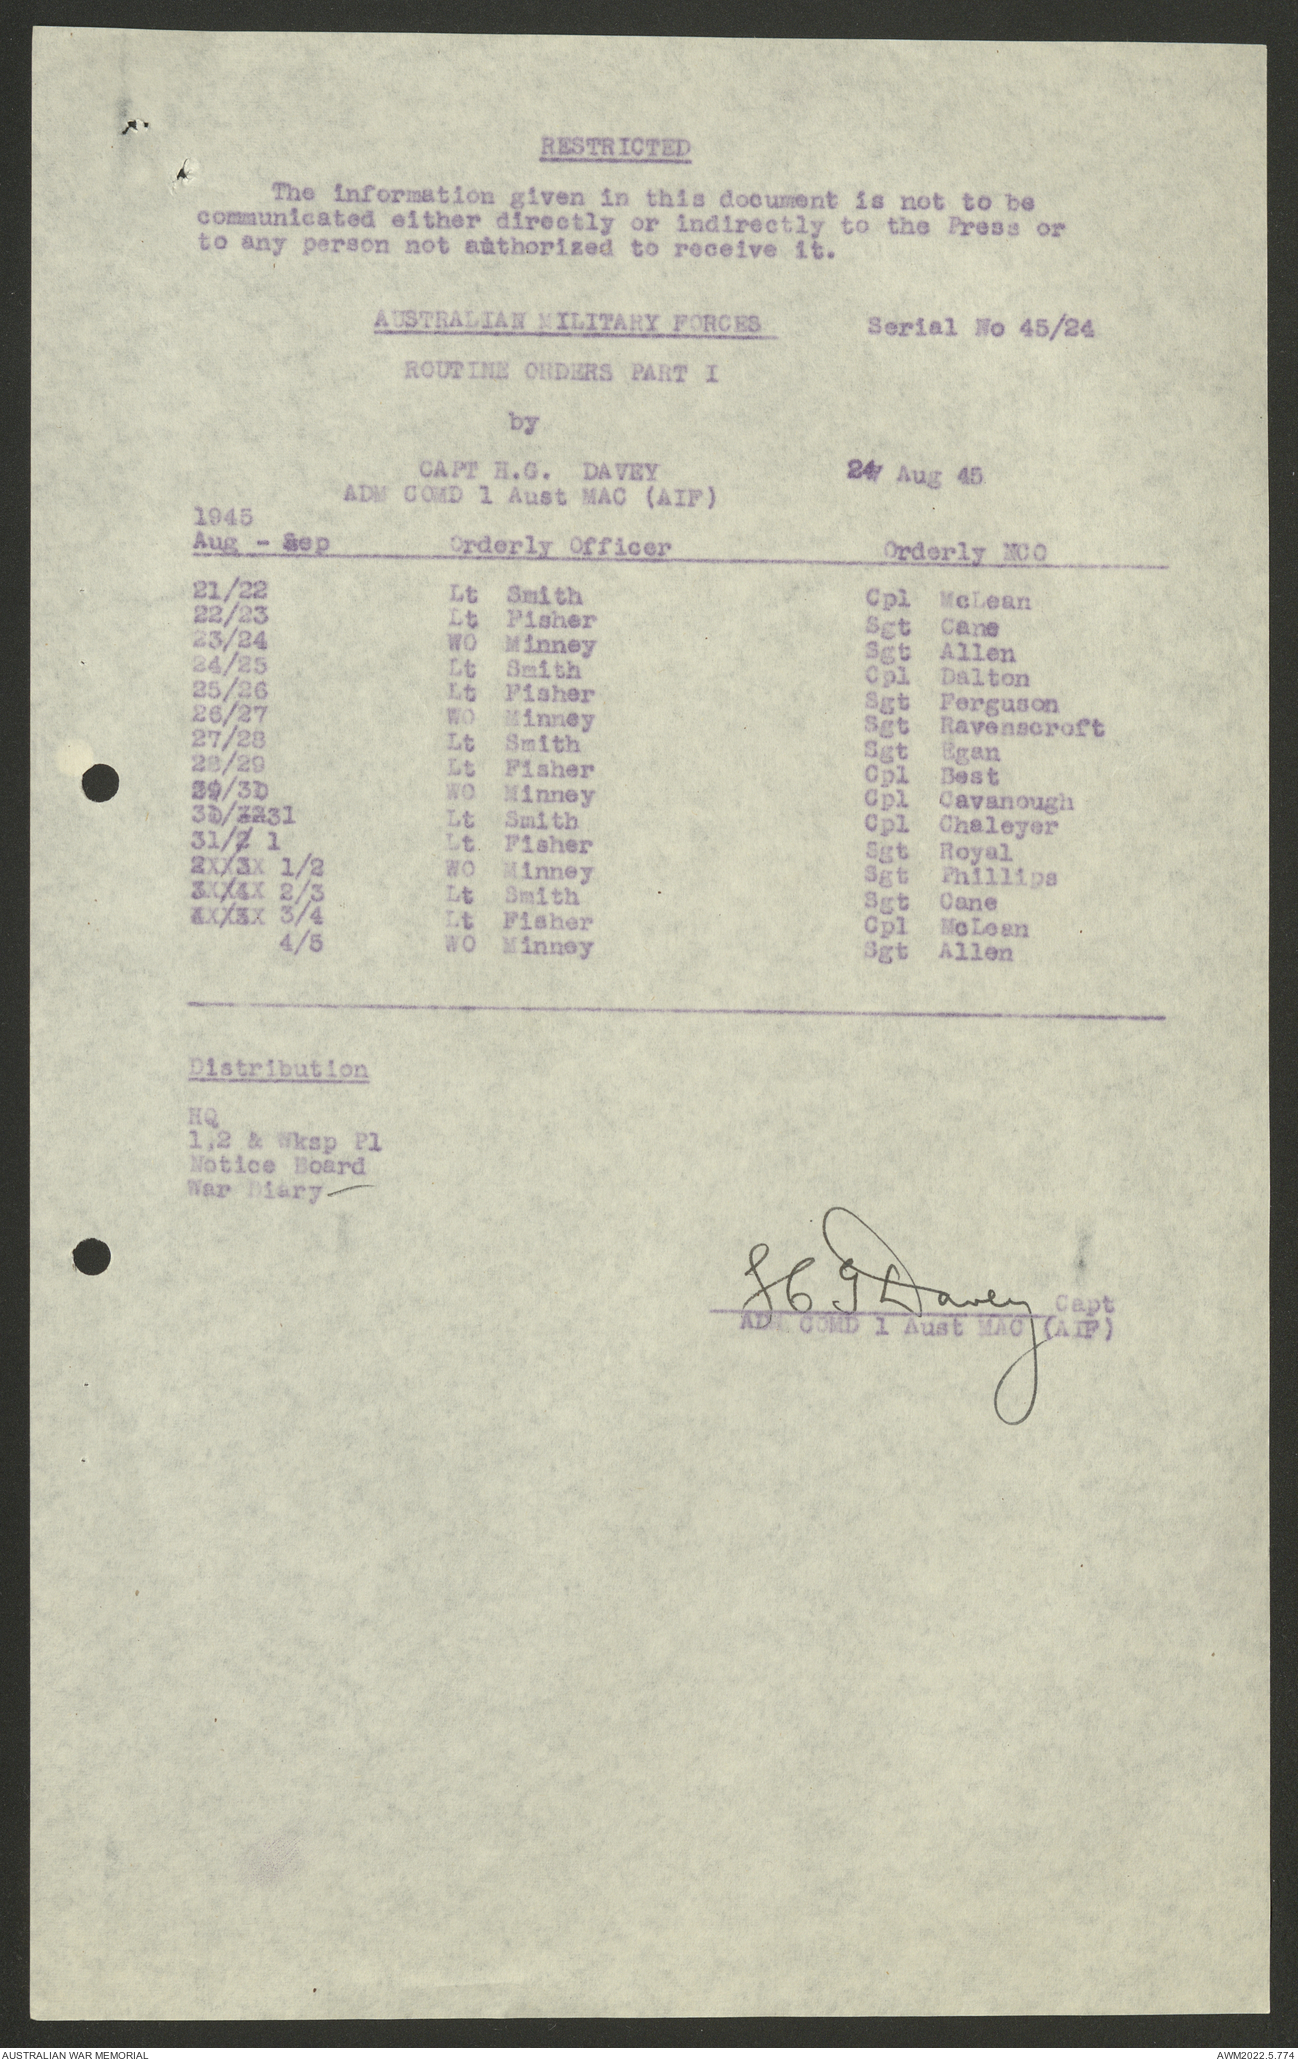 RESTRICTED
The information given in this document is not to be
communicated either directly or indirectly to the Press or
to any person not authorized to receive it.
AUSTRALIAN MILITARY FORCES Serial No 45/24
ROUTINE ORDERS PART I
by
CAPT H.G. DAVEY 24 Aug 45
ADM COMD 1 Aust MAC (AIF)
1945
Aug - Sep Orderly Officer Orderly NCO
21/22 Lt Smith Cpl McLean
22/23 Lt Fisher Sgt Cane
23/24 WO Minney Sgt Allen
24/25 Lt Smith Cpl Dalton
25/26 Lt Fisher Sgt Ferguson
26/27 WO Minney Sgt Ravenscroft
27/28 Lt Smith Sgt Egan
28/29 Lt Fisher Cpl Best
/30 WO Minney Cpl Cavanough
31 Lt Smith Cpl Chaleyer
31/ 1 Lt Fisher Sgt Royal
1/2 WO Minney Sgt Phillips
2/3 Lt Smith Sgt Cane
3/4 Lt Fisher Cpl McLean
4/5 WO Minney Sgt Allen
Distribution
HQ
1,2 & Wksp Pl
Notice Board
War Diary
H G Davey Capt
ADM COMD 1 Aust MAC (AIF)
AUSTRALIAN WAR MEMORIAL AWM2022.5.774